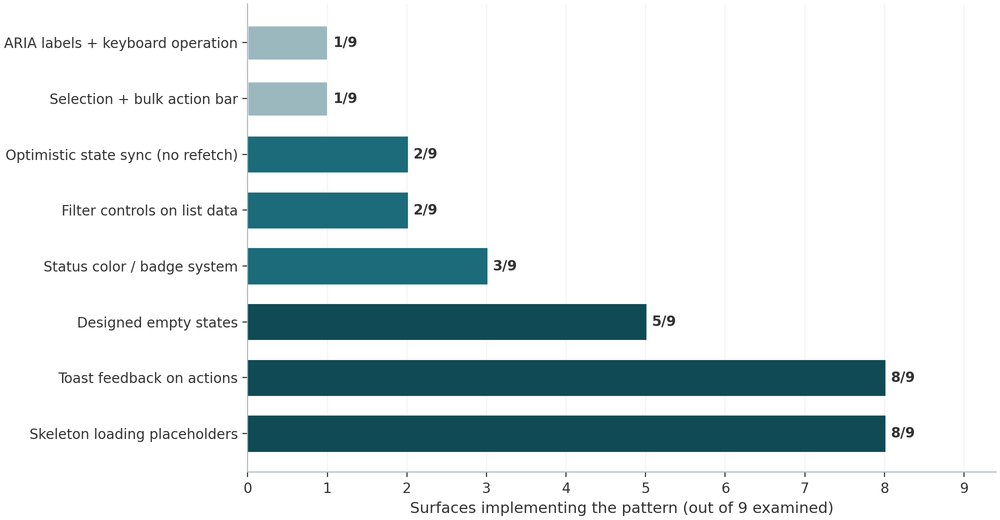 ARIA labels + keyboard operation 1/9
Selection + bulk action bar 1/9
Optimistic state sync (no refetch) 2/9
Filter controls on list data 2/9
Status color / badge system 3/9
Designed empty states 5/9
Toast feedback on actions 8/9
Skeleton loading placeholders 8/9
0 1 2 3 4 5 6 7 8 9
Surfaces implementing the pattern (out of 9 examined)